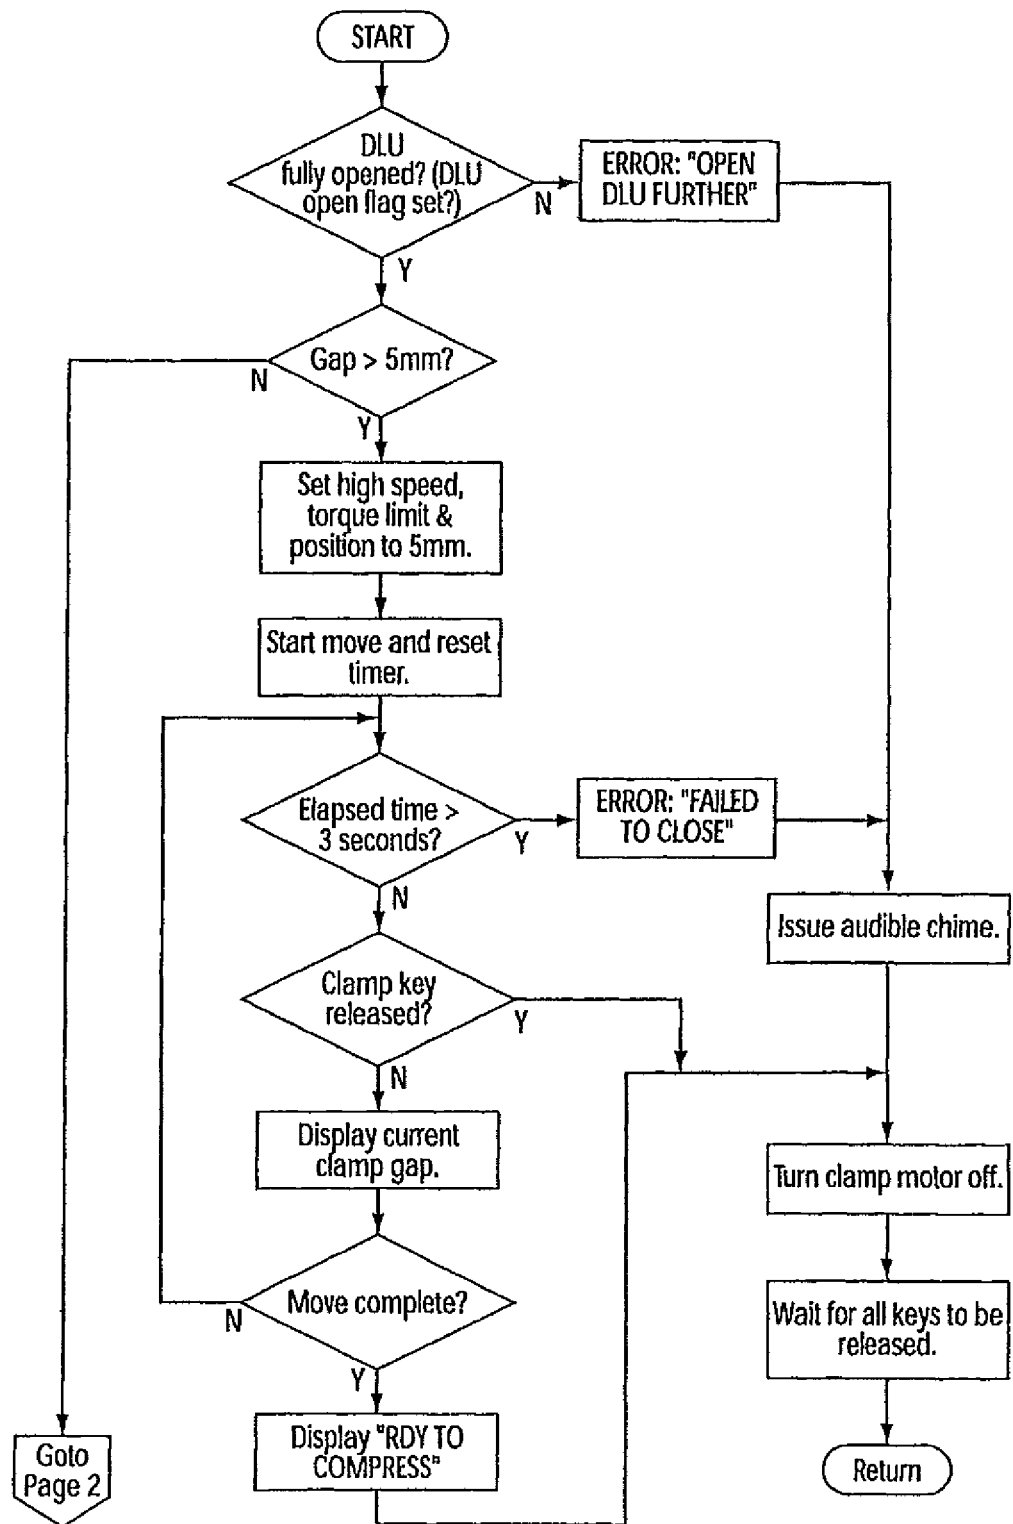 START
DLU
fully opened? (DLU
open flag set?)
N
ERROR: "OPEN
DLU FURTHER"
Y
Gap > 5mm?
N
Y
Set high speed,
torque limit &
position to 5mm.
Start move and reset
timer.
Elapsed time >
3 seconds?
Y
ERROR: "FAILED
TO CLOSE"
N
Issue audible chime.
Clamp key
released?
Y
N
Display current
clamp gap.
Turn clamp motor off.
Move complete?
N
Y
Wait for all keys to be
released.
Display "RDY TO
COMPRESS"
Goto
Page 2
Return